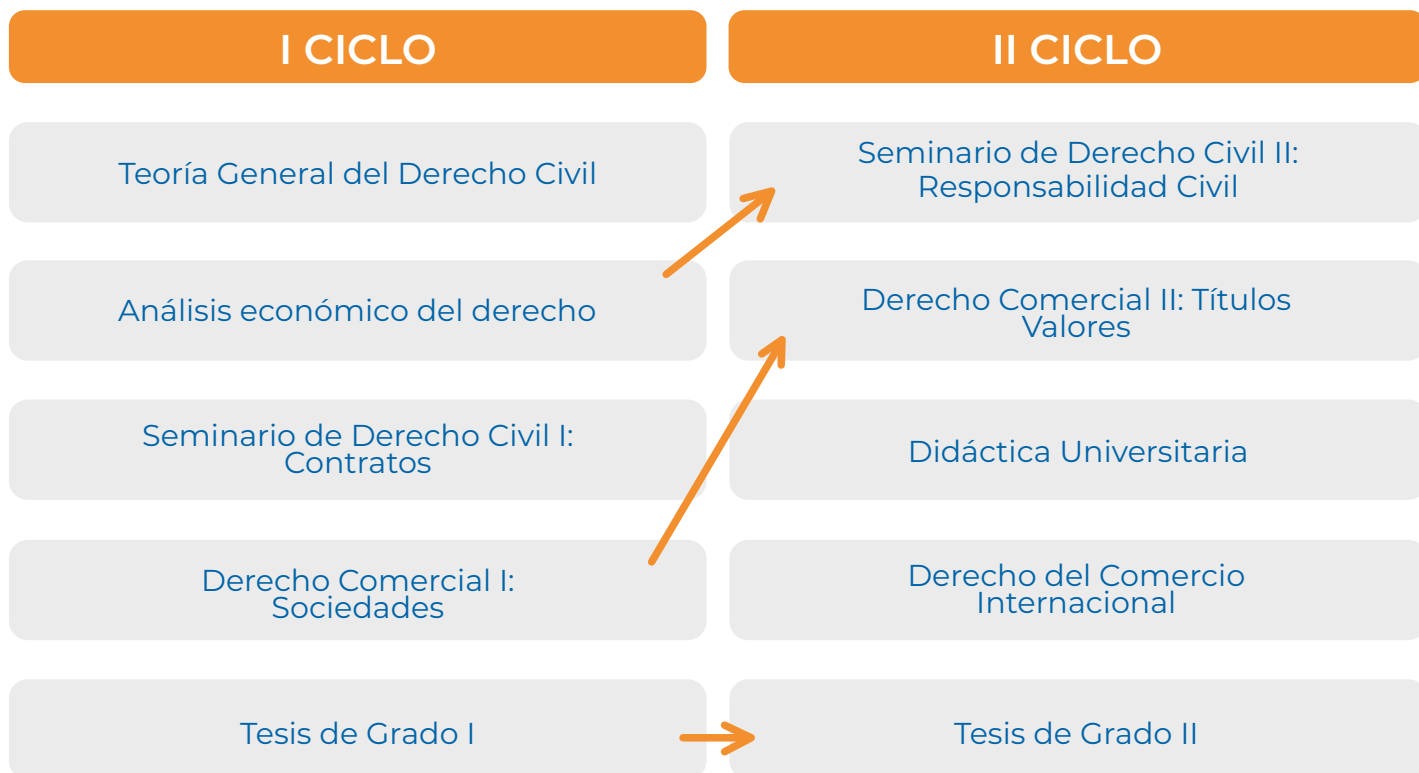 I CICLO
Teoría General del Derecho Civil
Análisis económico del derecho
Seminario de Derecho Civil I:
Contratos
Derecho Comercial I:
Sociedades
Tesis de Grado I
II CICLO
Seminario de Derecho Civil II:
Responsabilidad Civil
Derecho Comercial II: Títulos
Valores
Didáctica Universitaria
Derecho del Comercio
Internacional
Tesis de Grado II